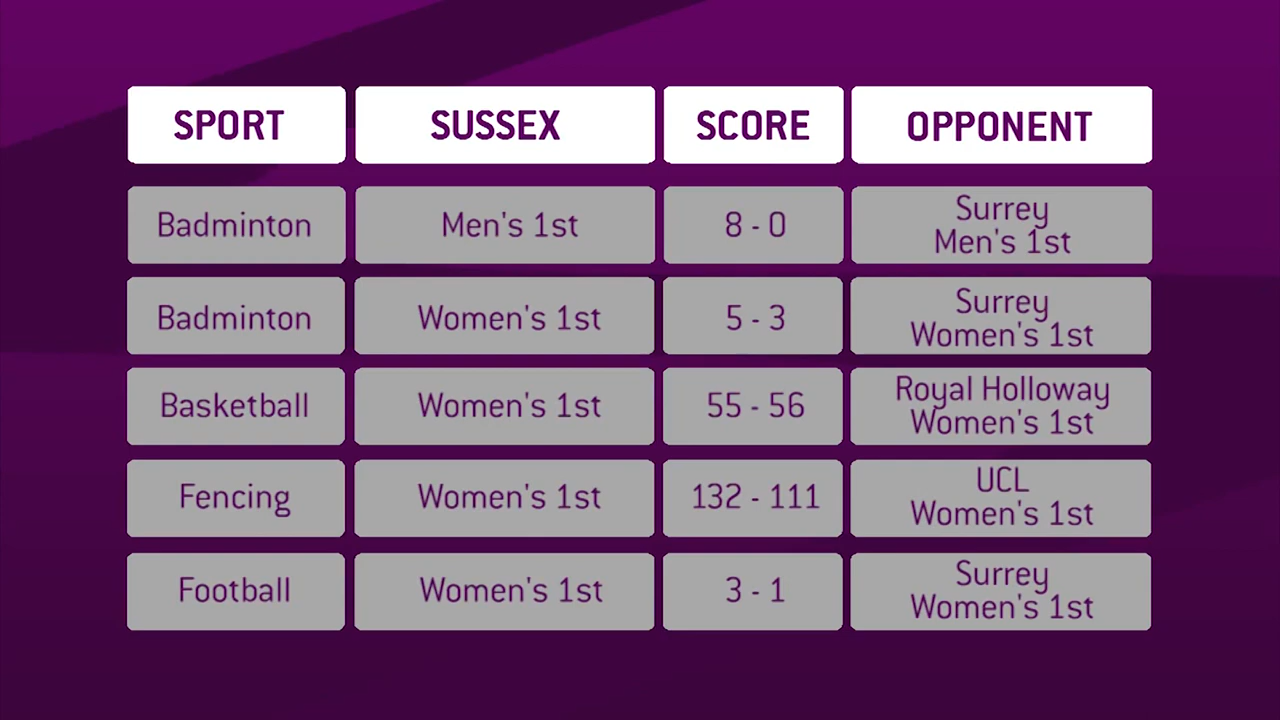 SPORT SUSSEX SCORE OPPONENT
Badminton Men's 1st 8 - 0 Surrey
Men's 1st
Badminton Women's 1st 5 - 3 Surrey
Women's 1st
Basketball Women's 1st 55 - 56 Royal Holloway
Women's 1st
Fencing Women's 1st 132 - 111 UCL
Women's 1st
Football Women's 1st 3 - 1 Surrey
Women's 1st